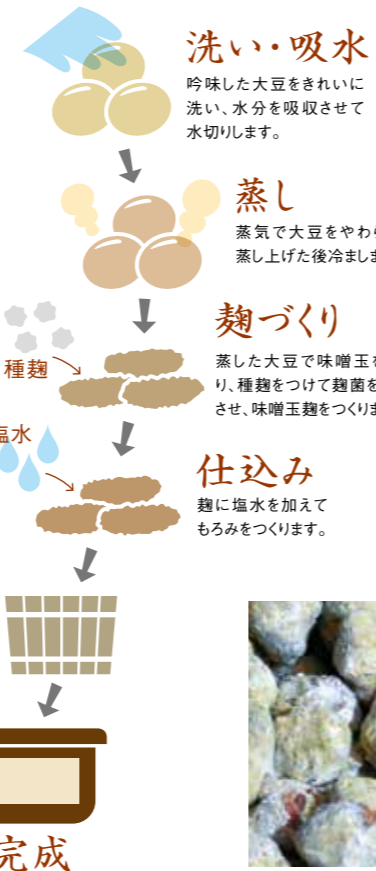 洗い・吸水
吟味した大豆をきれいに
洗い、水分を吸収させて
水切りします。
蒸し
蒸気で大豆をやわ
蒸し上げた後冷ましま
麹づくり
蒸した大豆で味噌玉
り、種麹をつけて麹菌を
させ、味噌玉麹をつくりま
種麹
塩水
仕込み
麹に塩水を加えて
もろみをつくります。
完成